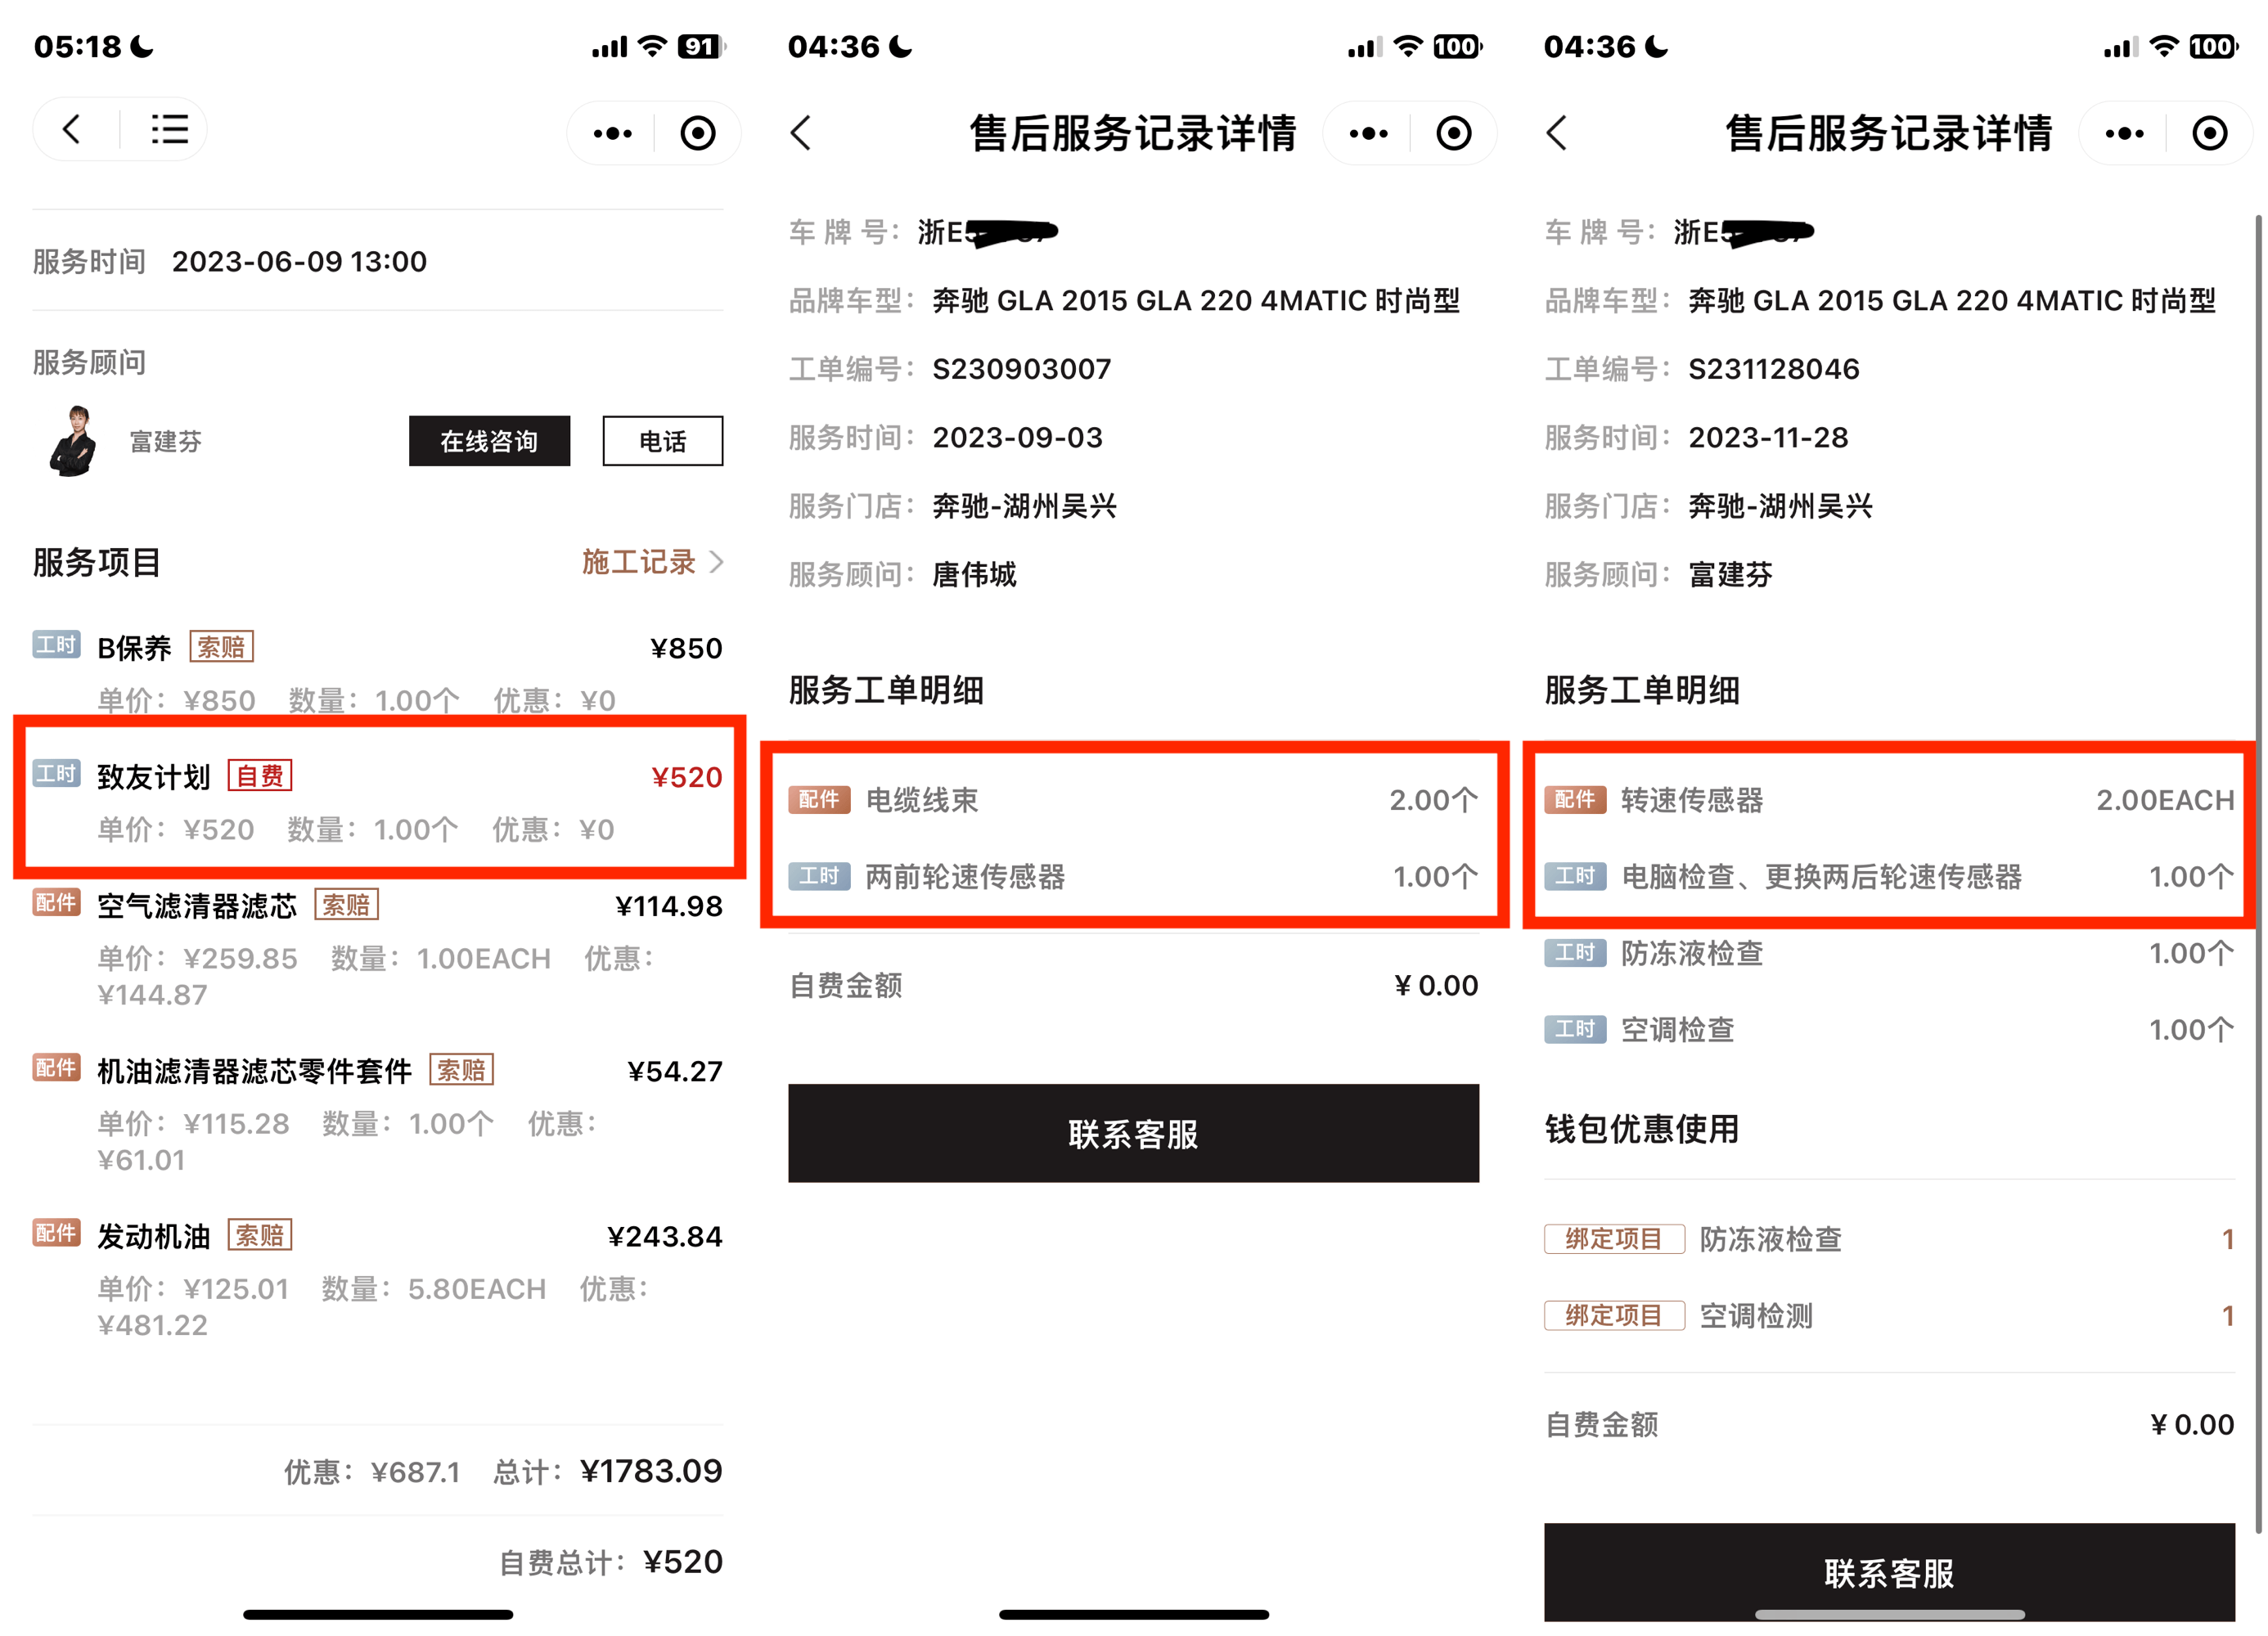 05:18
91
服务时间 2023-06-09 13:00
服务顾问
富建芬 在线咨询 电话
服务项目 施工记录
工时 B保养 索赔 ¥850
单价：¥850 数量：1.00个 优惠：¥0
工时 致友计划 自费 ¥520
单价：¥520 数量：1.00个 优惠：¥0
配件 空气滤清器滤芯 索赔 ¥114.98
单价：¥259.85 数量：1.00EACH 优惠：
¥144.87
配件 机油滤清器滤芯零件套件 索赔 ¥54.27
单价：¥115.28 数量：1.00个 优惠：
¥61.01
配件 发动机油 索赔 ¥243.84
单价：¥125.01 数量：5.80EACH 优惠：
¥481.22
优惠：¥687.1 总计：¥1783.09
自费总计：¥520
04:36
100
售后服务记录详情
车牌号：浙E
品牌车型：奔驰 GLA 2015 GLA 220 4MATIC 时尚型
工单编号：S230903007
服务时间：2023-09-03
服务门店：奔驰-湖州吴兴
服务顾问：唐伟城
服务工单明细
配件 电缆线束 2.00个
工时 两前轮速传感器 1.00个
自费金额 ¥ 0.00
联系客服
04:36
100
售后服务记录详情
车牌号：浙E
品牌车型：奔驰 GLA 2015 GLA 220 4MATIC 时尚型
工单编号：S231128046
服务时间：2023-11-28
服务门店：奔驰-湖州吴兴
服务顾问：富建芬
服务工单明细
配件 转速传感器 2.00EACH
工时 电脑检查、更换两后轮速传感器 1.00个
工时 防冻液检查 1.00个
工时 空调检查 1.00个
钱包优惠使用
绑定项目 防冻液检查 1
绑定项目 空调检测 1
自费金额 ¥ 0.00
联系客服